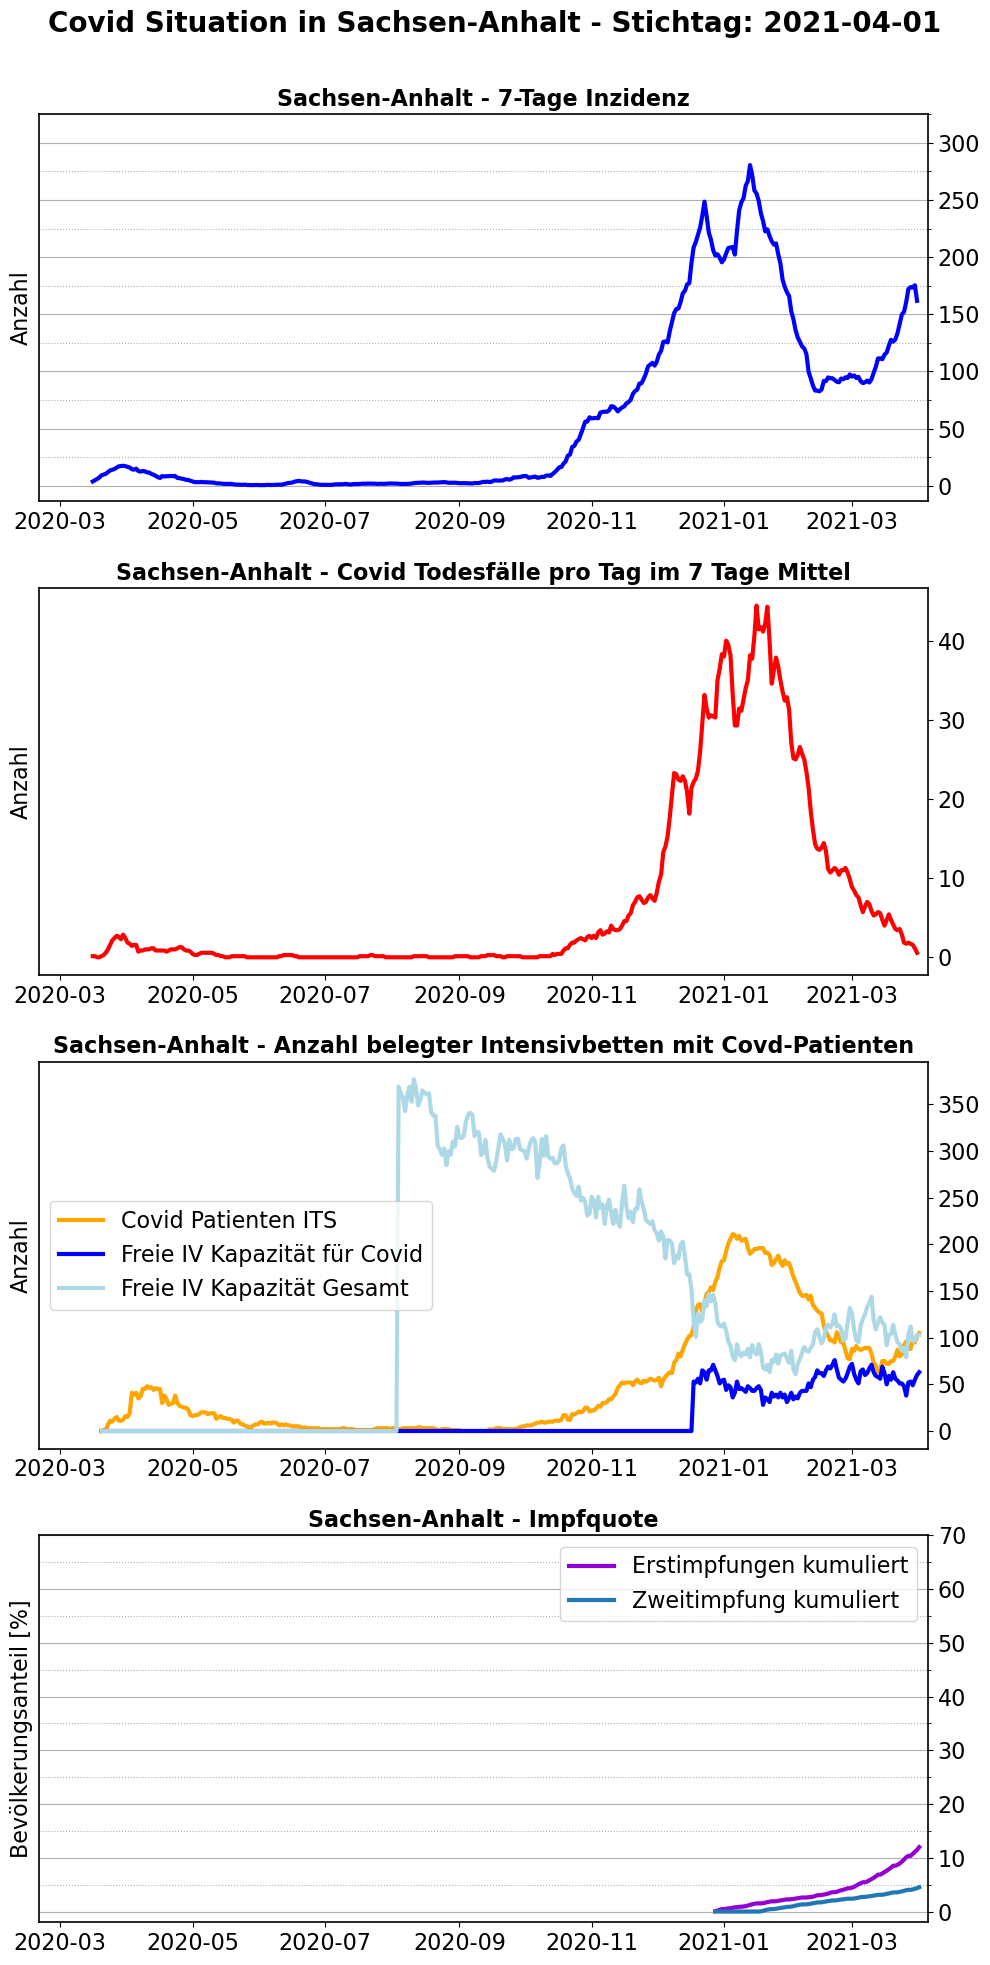 Covid Situation in Sachsen-Anhalt - Stichtag: 2021-04-01
Sachsen-Anhalt - 7-Tage Inzidenz
Anzahl
300
250
200
150
100
50
0
2020-03 2020-05 2020-07 2020-09 2020-11 2021-01 2021-03
Sachsen-Anhalt - Covid Todesfälle pro Tag im 7 Tage Mittel
Anzahl
40
30
20
10
0
2020-03 2020-05 2020-07 2020-09 2020-11 2021-01 2021-03
Sachsen-Anhalt - Anzahl belegter Intensivbetten mit Covd-Patienten
Anzahl
Covid Patienten ITS
Freie IV Kapazität für Covid
Freie IV Kapazität Gesamt
350
300
250
200
150
100
50
0
2020-03 2020-05 2020-07 2020-09 2020-11 2021-01 2021-03
Sachsen-Anhalt - Impfquote
Bevölkerungsanteil [%]
Erstimpfungen kumuliert
Zweitimpfung kumuliert
70
60
50
40
30
20
10
0
2020-03 2020-05 2020-07 2020-09 2020-11 2021-01 2021-03